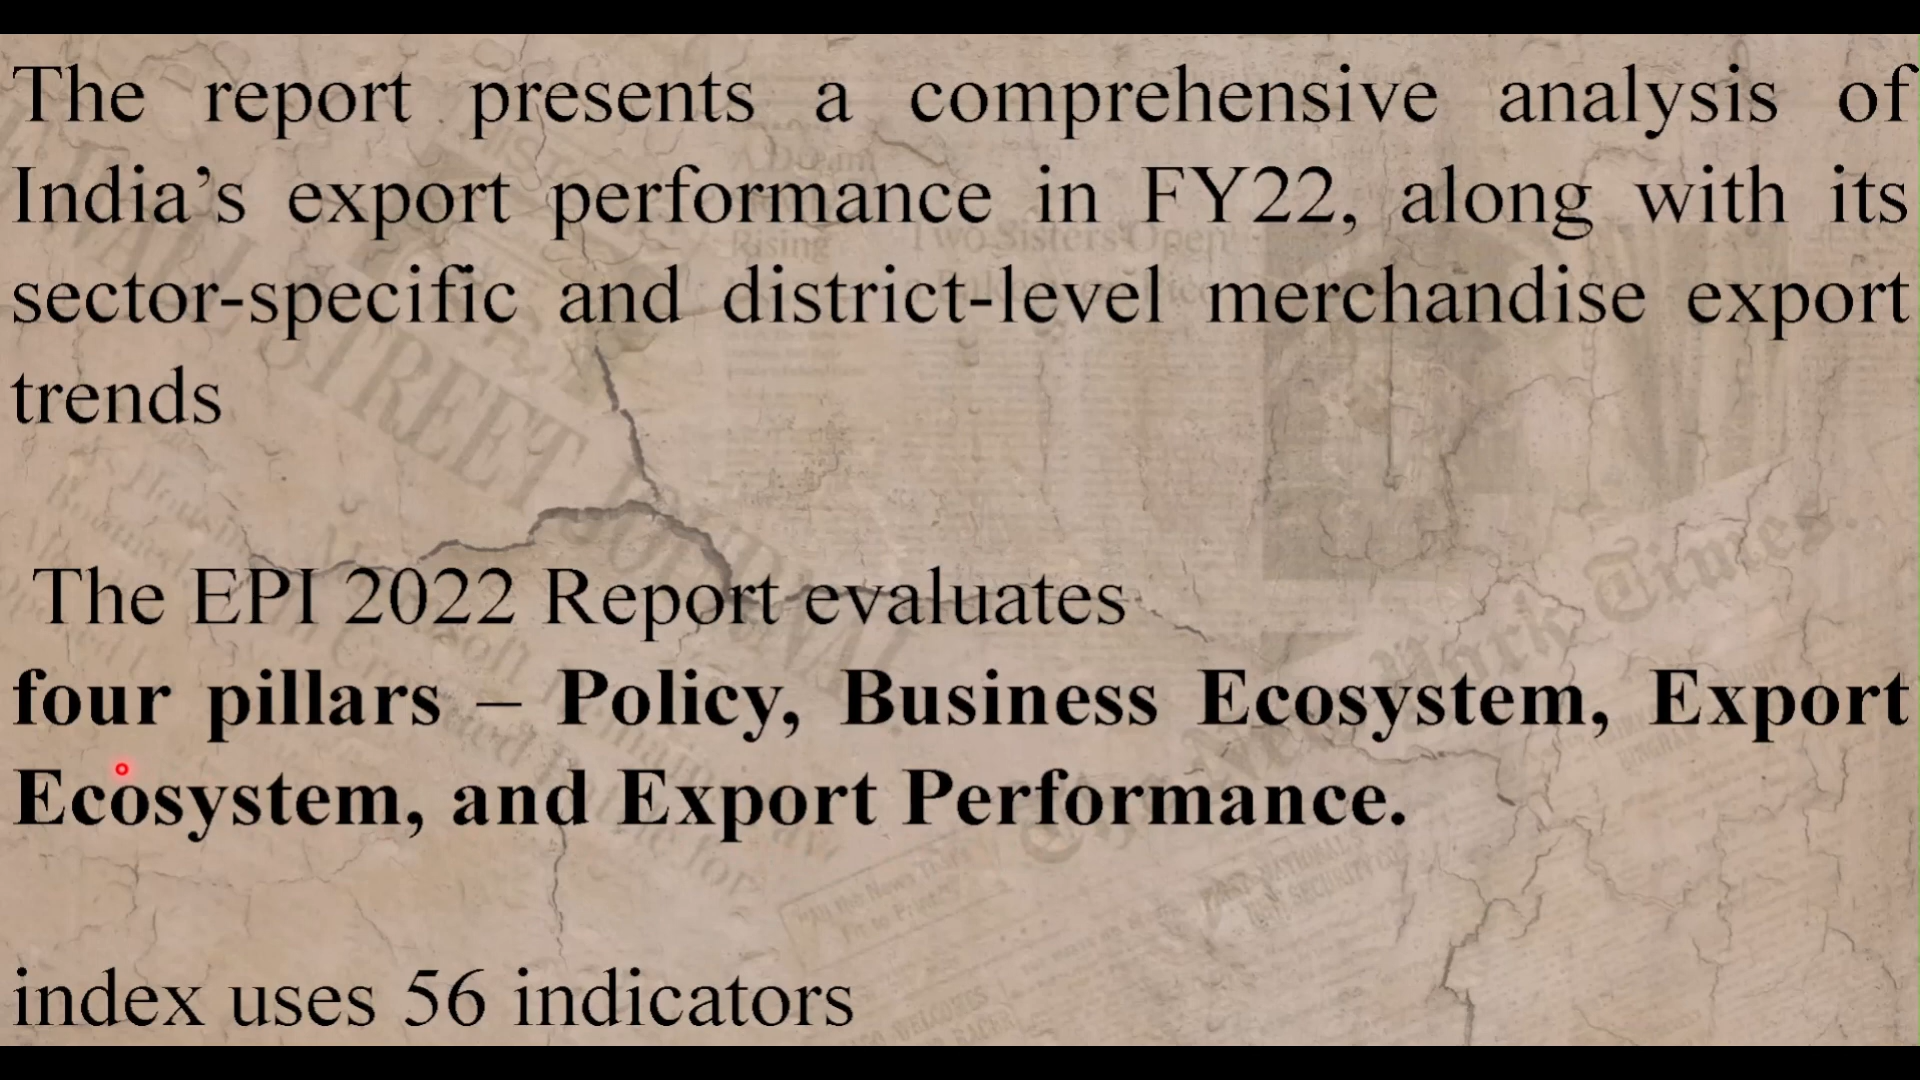 The report presents a comprehensive analysis of
India’s export performance in FY22, along with its
sector-specific and district-level merchandise export
trends
The EPI 2022 Report evaluates
four pillars – Policy, Business Ecosystem, Export
Ecosystem, and Export Performance.
index uses 56 indicators